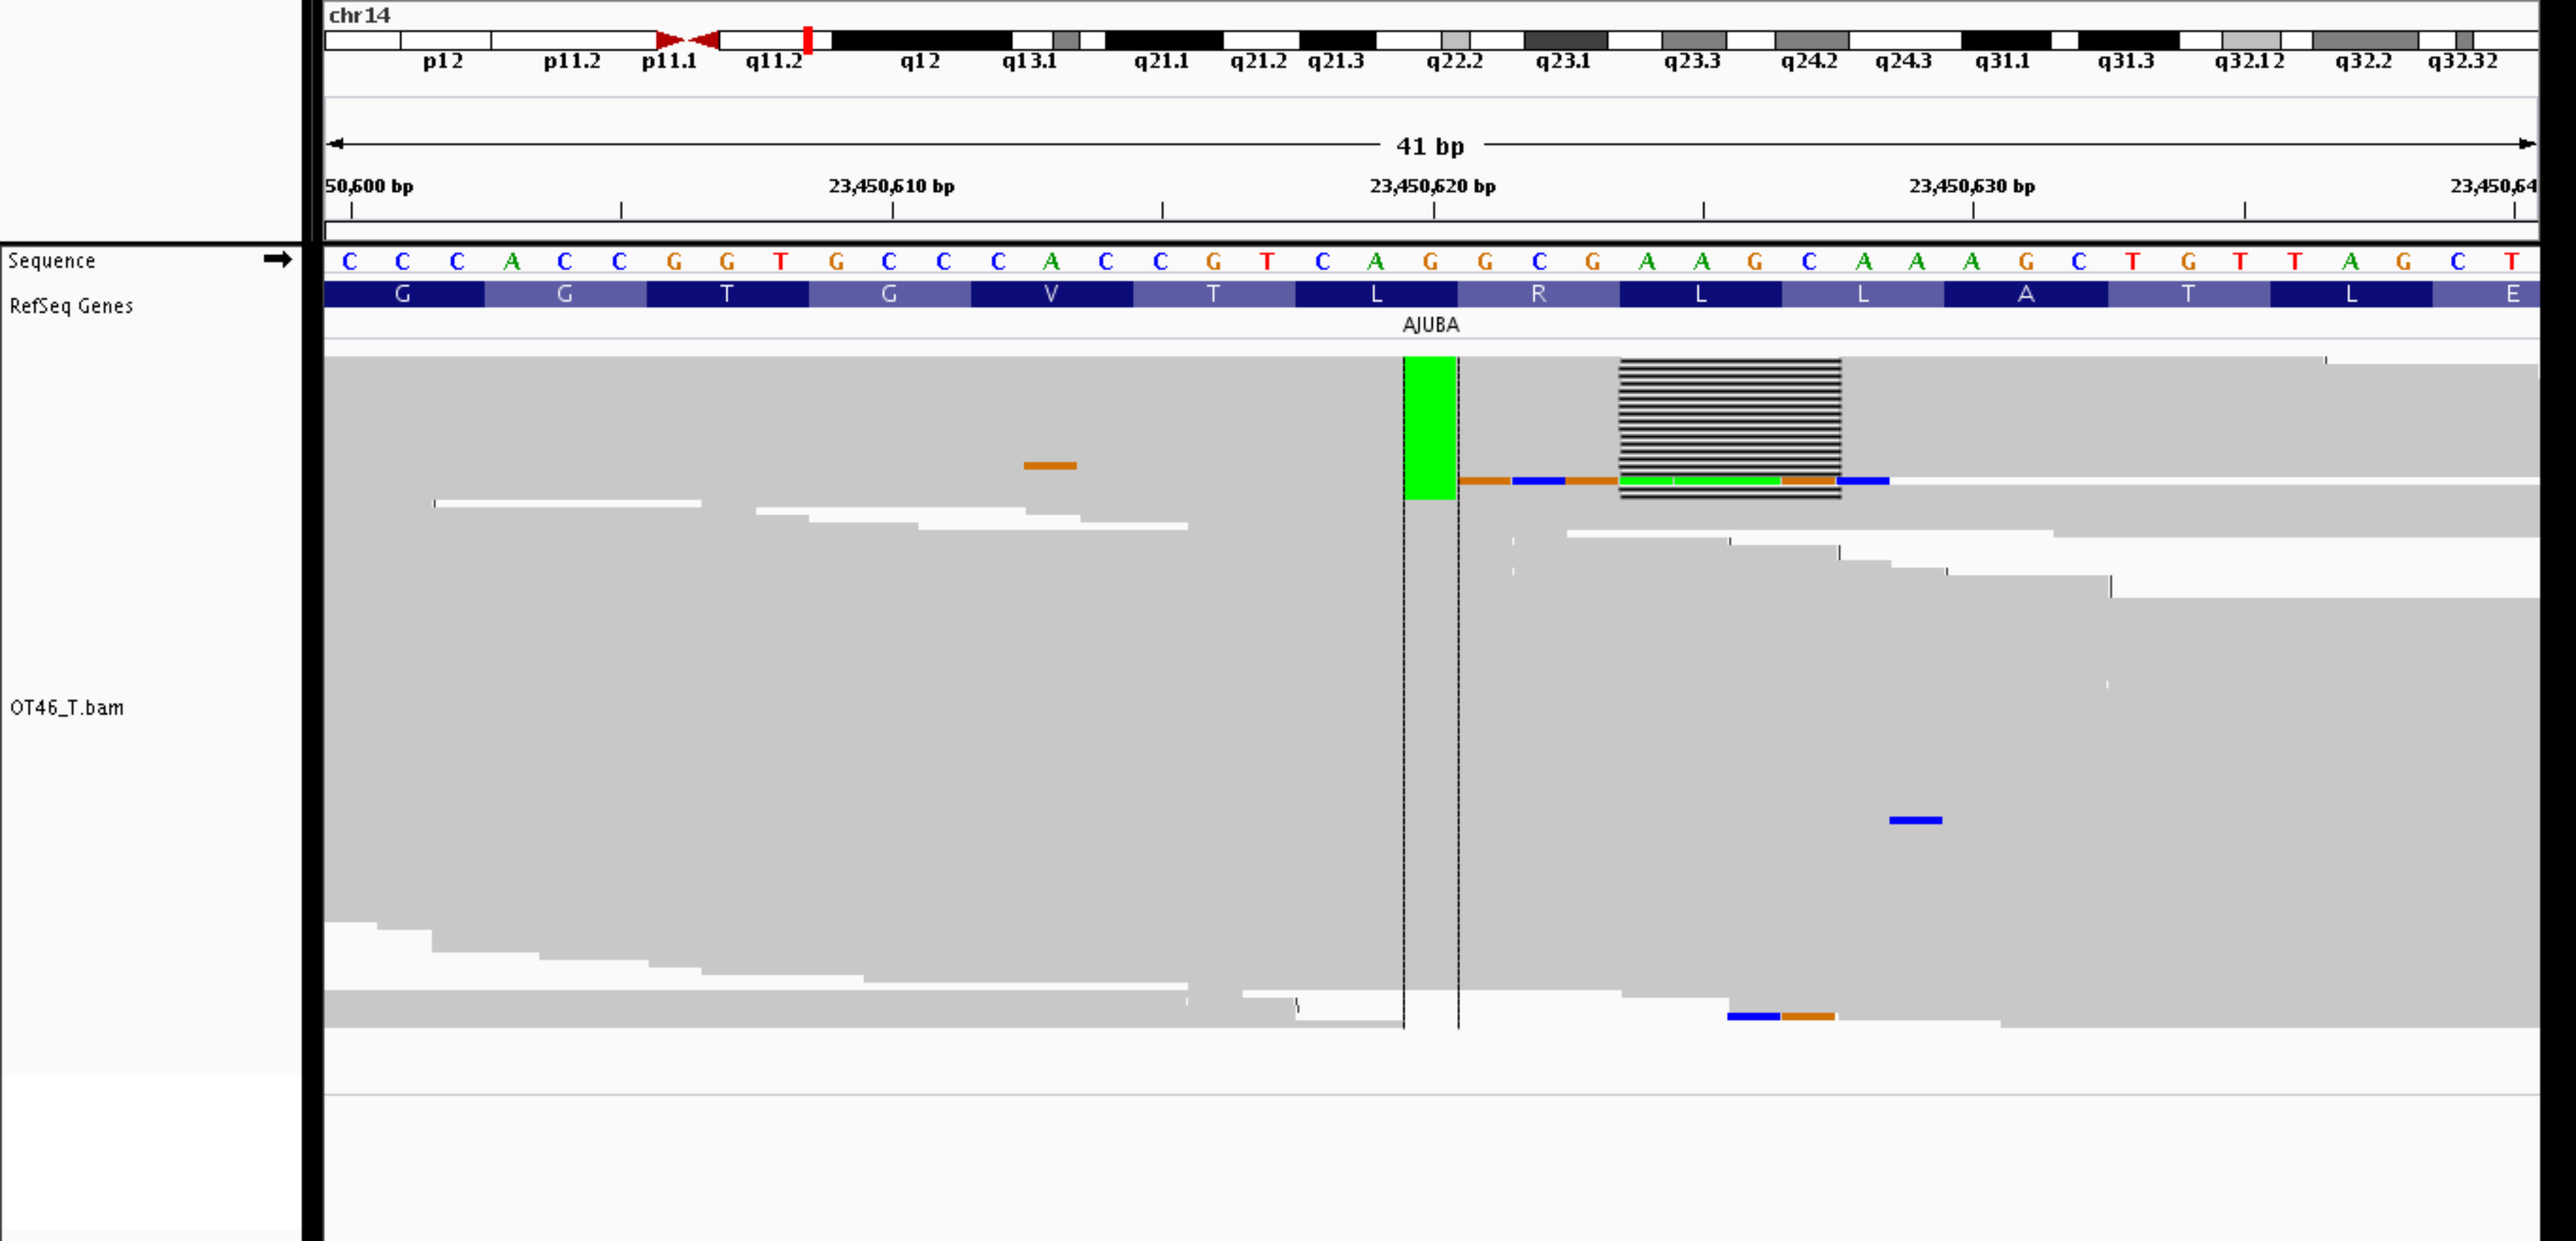 chr14
p12 p11.2 p11.1 q11.2 q12 q13.1 q21.1 q21.2 q21.3 q22.2 q23.1 q23.3 q24.2 q24.3 q31.1 q31.3 q32.12 q32.2 q32.32
41 bp
50,600 bp 23,450,610 bp 23,450,620 bp 23,450,630 bp 23,450,64
Sequence C C C A C C G G T G C C C A C C G T C A G G C G A A G C A A A G C T G T T A G C T
G G T G V T L R L L A T L E
RefSeq Genes
AJUBA
OT46_T.bam